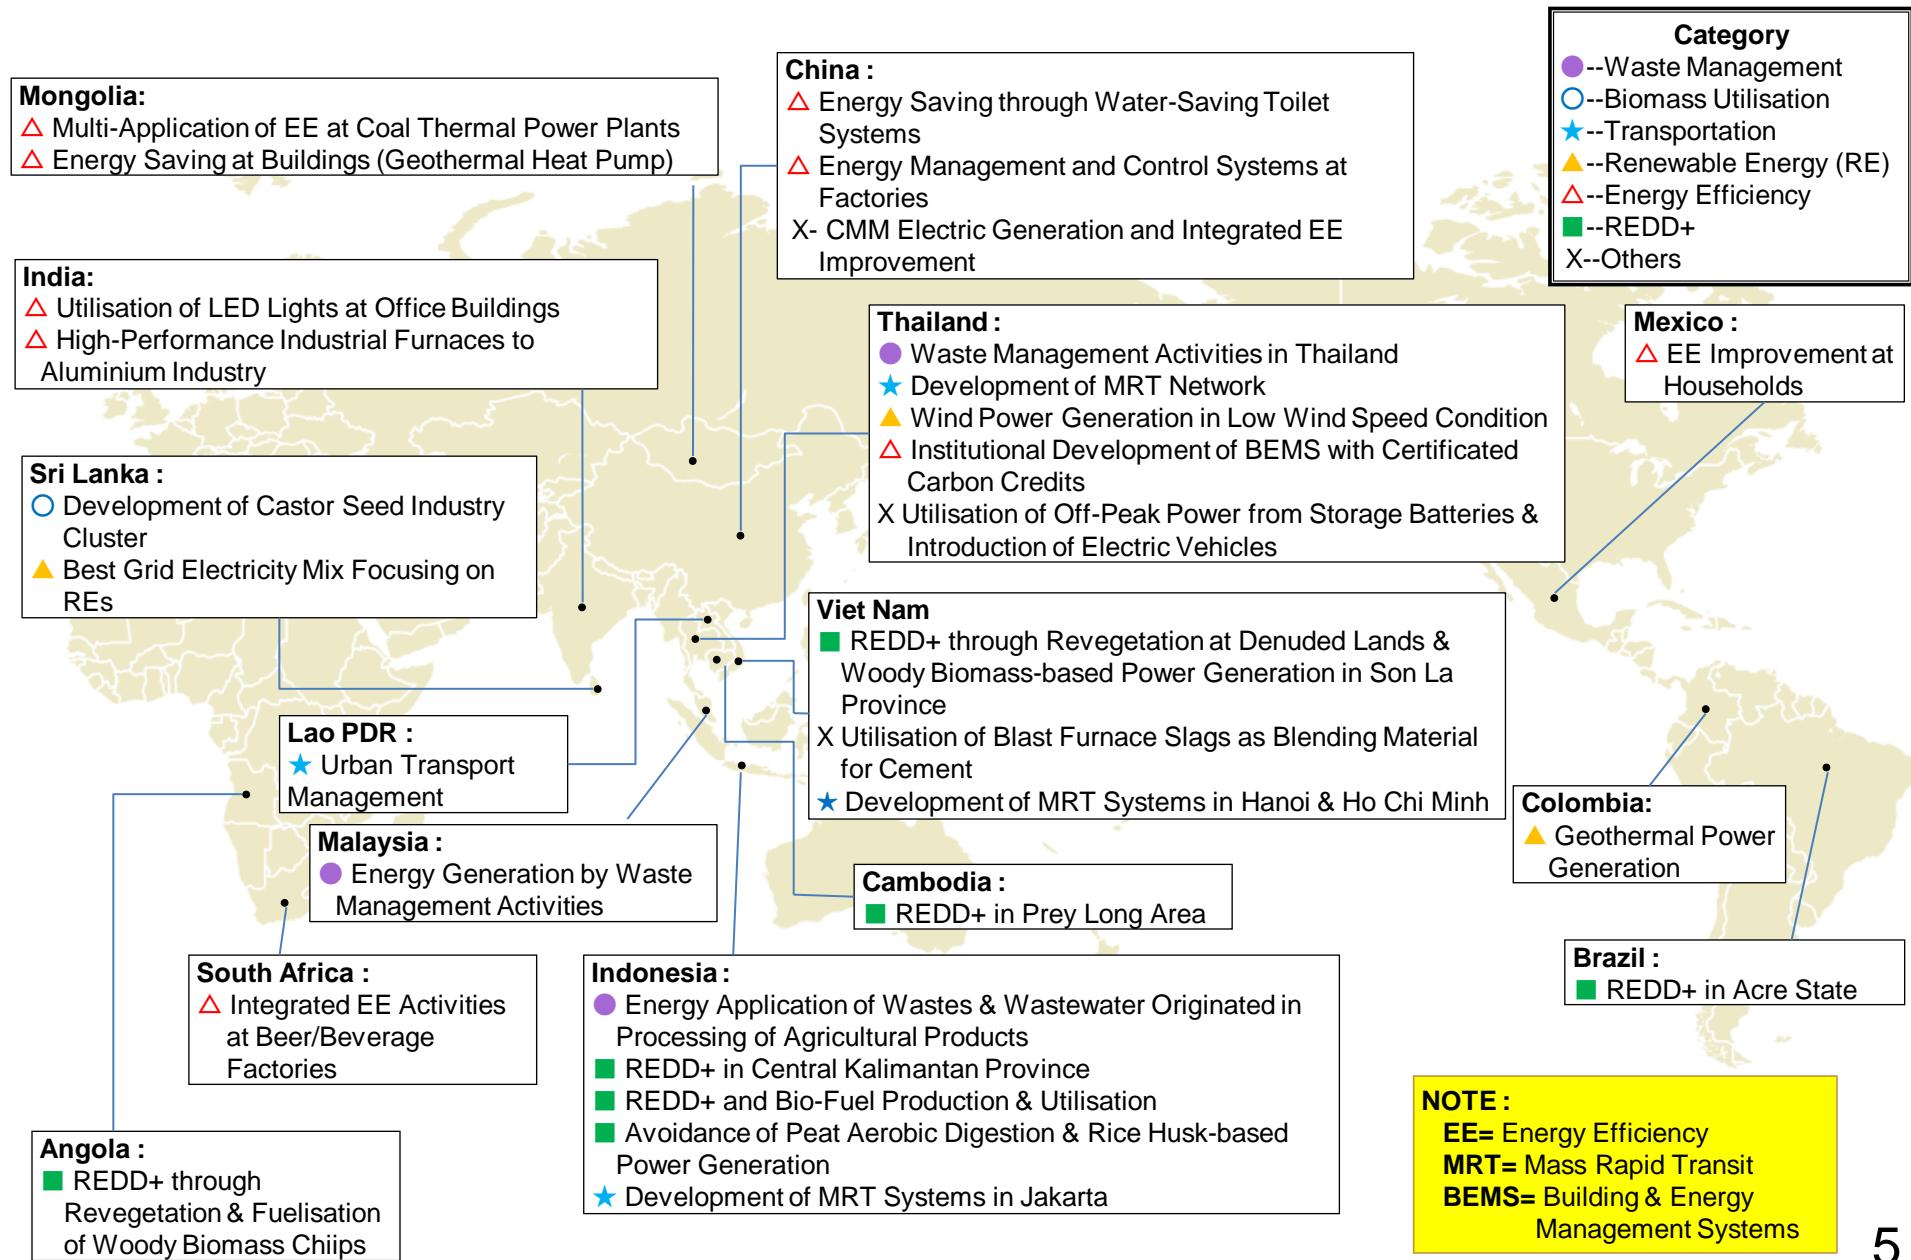 Category
--Waste Management
--Biomass Utilisation
--Transportation
--Renewable Energy (RE)
--Energy Efficiency
--REDD+
X--Others
Mongolia:
Multi-Application of EE at Coal Thermal Power Plants
Energy Saving at Buildings (Geothermal Heat Pump)
China :
Energy Saving through Water-Saving Toilet
Systems
Energy Management and Control Systems at
Factories
X- CMM Electric Generation and Integrated EE
Improvement
India:
Utilisation of LED Lights at Office Buildings
High-Performance Industrial Furnaces to
Aluminium Industry
Thailand :
Waste Management Activities in Thailand
Development of MRT Network
Wind Power Generation in Low Wind Speed Condition
Institutional Development of BEMS with Certificated
Carbon Credits
X Utilisation of Off-Peak Power from Storage Batteries &
Introduction of Electric Vehicles
Mexico :
EE Improvement at
Households
Sri Lanka :
Development of Castor Seed Industry
Cluster
Best Grid Electricity Mix Focusing on
REs
Viet Nam
REDD+ through Revegetation at Denuded Lands &
Woody Biomass-based Power Generation in Son La
Province
X Utilisation of Blast Furnace Slags as Blending Material
for Cement
Development of MRT Systems in Hanoi & Ho Chi Minh
Lao PDR :
Urban Transport
Management
Colombia:
Geothermal Power
Generation
Malaysia :
Energy Generation by Waste
Management Activities
Cambodia :
REDD+ in Prey Long Area
Brazil :
REDD+ in Acre State
South Africa :
Integrated EE Activities
at Beer/Beverage
Factories
Indonesia :
Energy Application of Wastes & Wastewater Originated in
Processing of Agricultural Products
REDD+ in Central Kalimantan Province
REDD+ and Bio-Fuel Production & Utilisation
Avoidance of Peat Aerobic Digestion & Rice Husk-based
Power Generation
Development of MRT Systems in Jakarta
Angola :
REDD+ through
Revegetation & Fuelisation
of Woody Biomass Chiips
NOTE :
EE= Energy Efficiency
MRT= Mass Rapid Transit
BEMS= Building & Energy
Management Systems
5